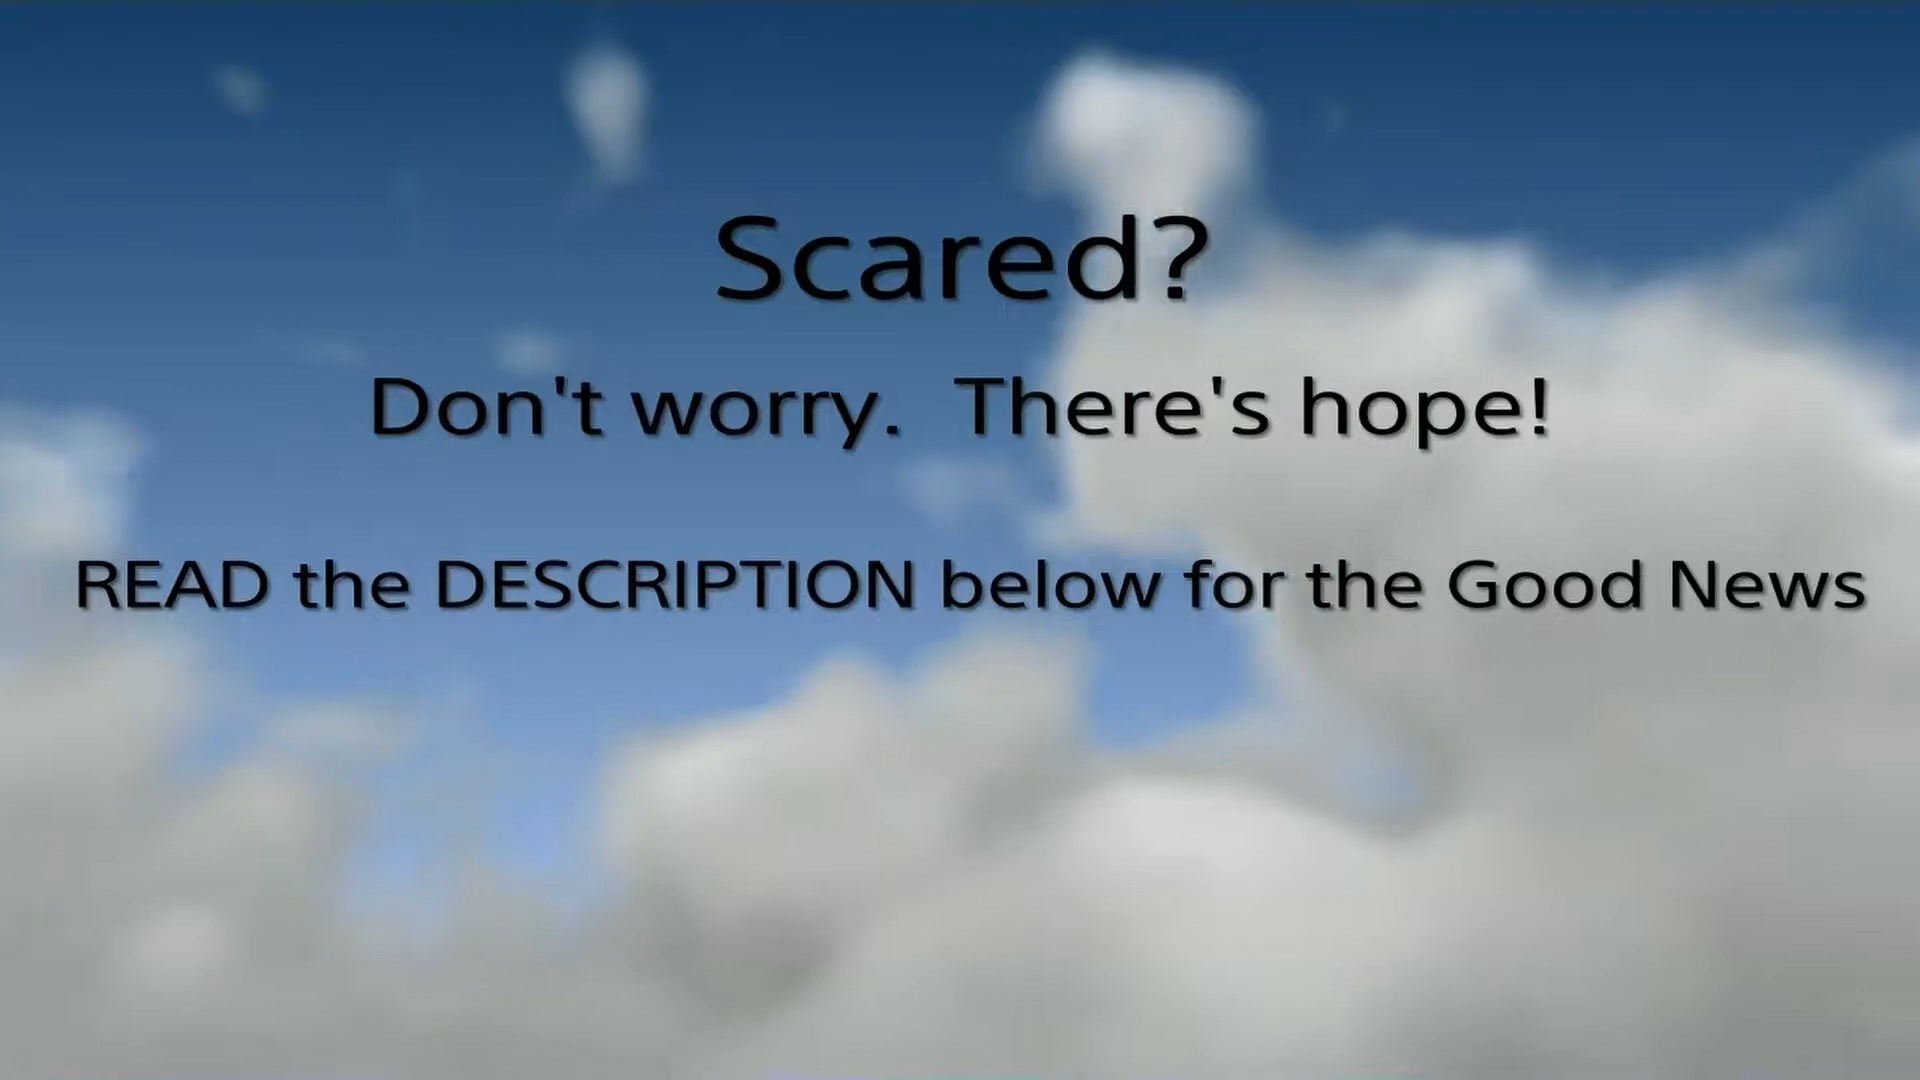 Scared?
Don't worry.  There's hope!
READ the DESCRIPTION below for the Good News